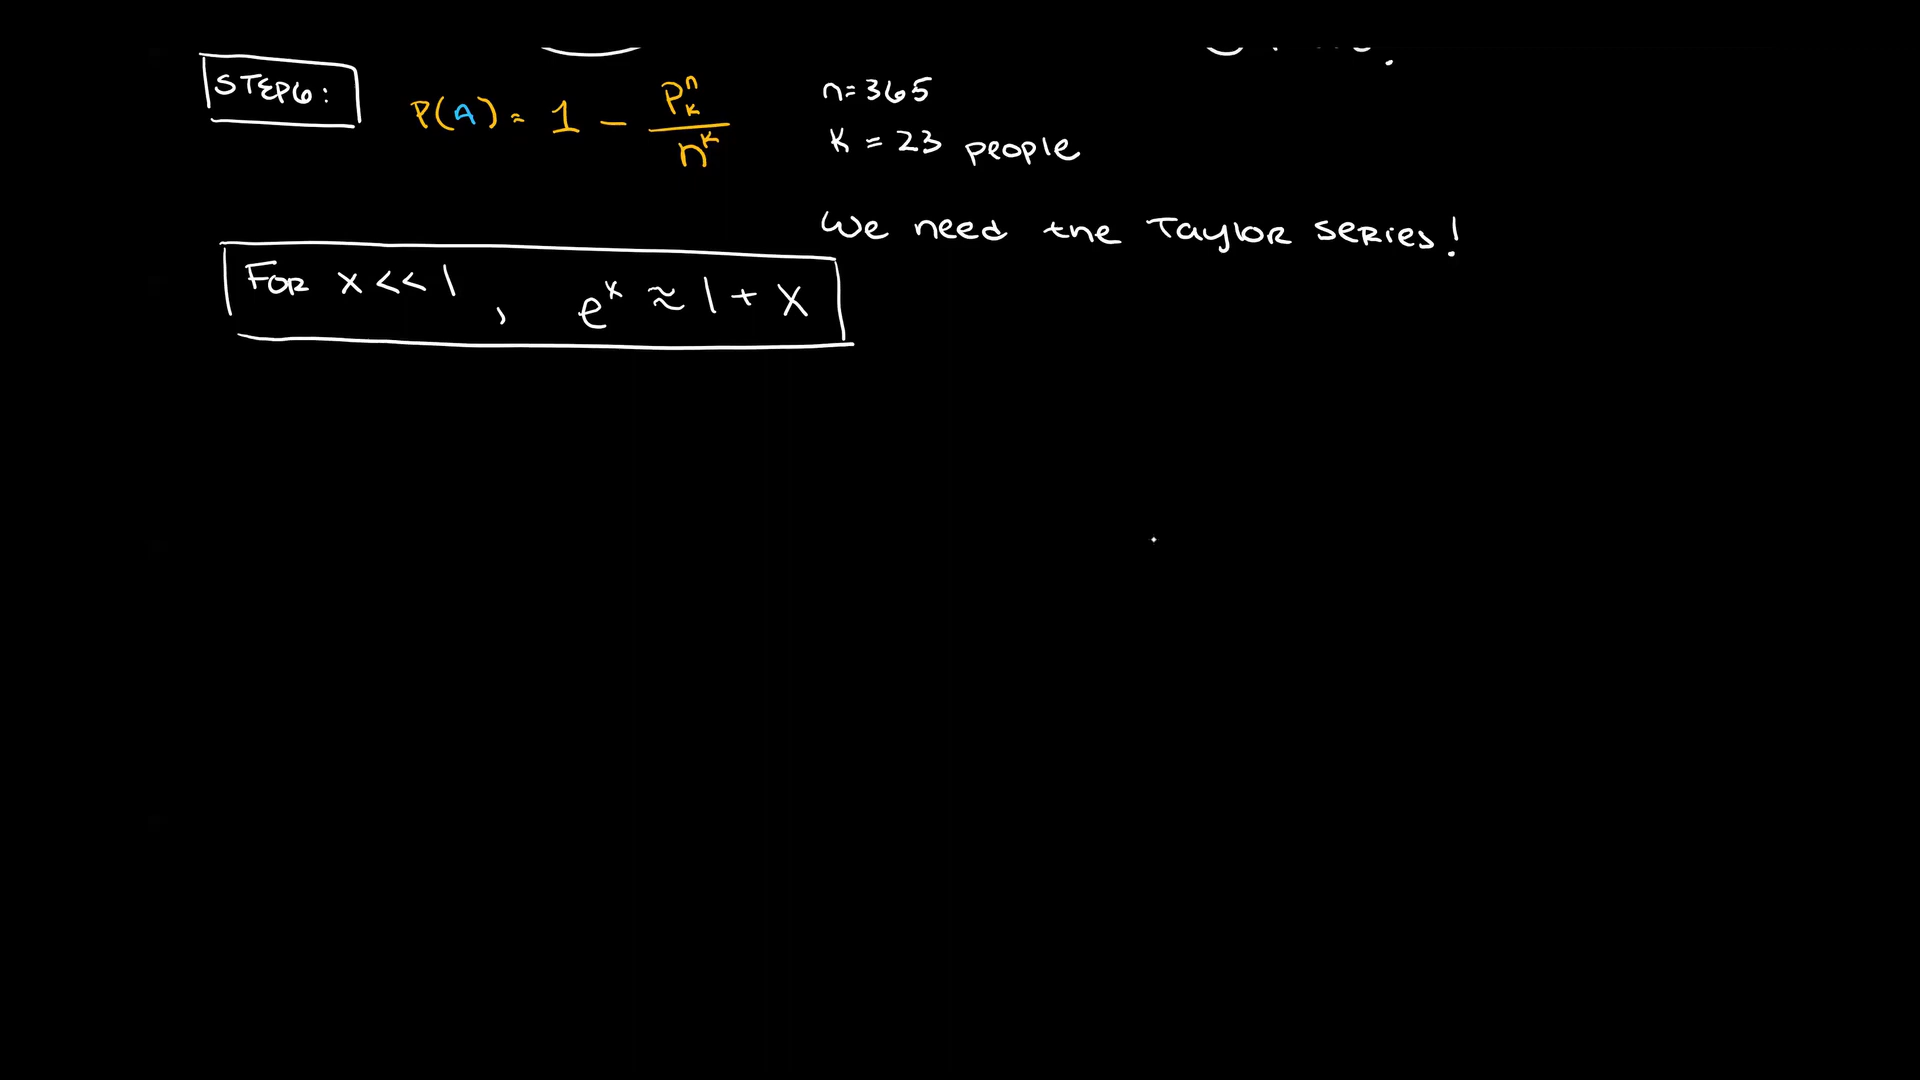 STEP6:
P(A) = 1 - P^n_k / n^k
n=365
K = 23 people
We need the Taylor series!
For x << 1 , e^x ≈ 1 + x